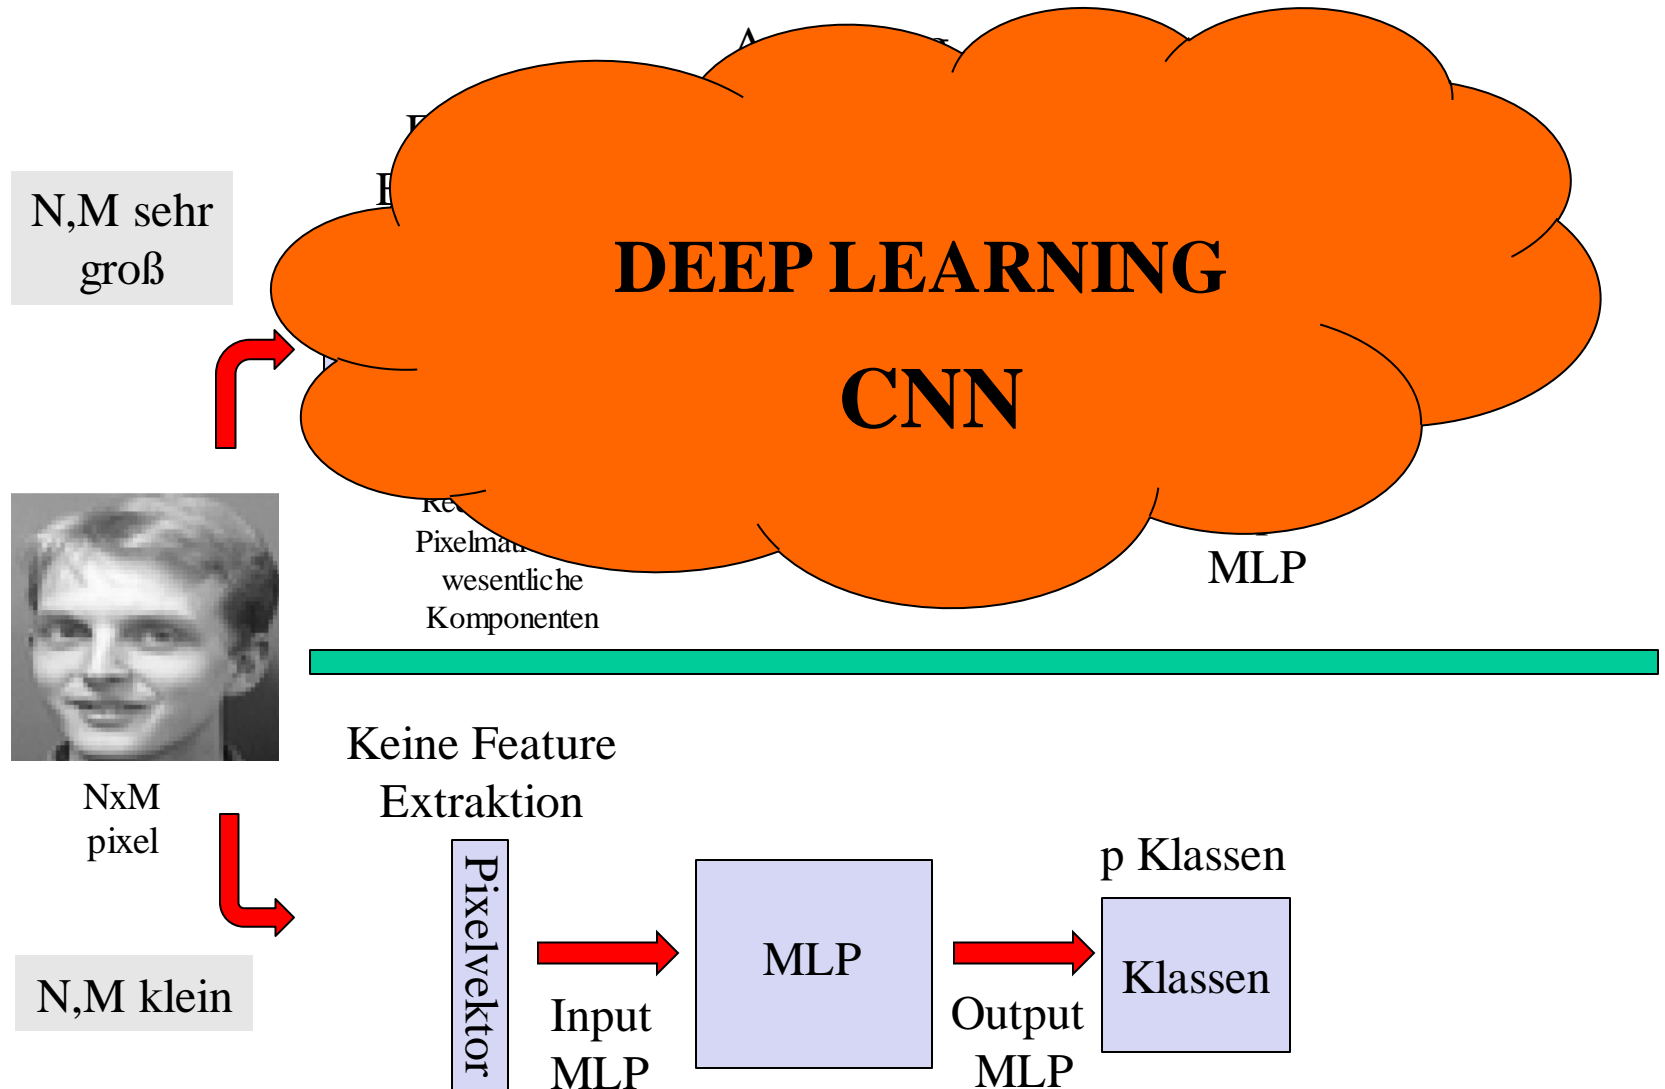 N,M sehr
groß
DEEP LEARNING
CNN
wesentliche
Komponenten
MLP
NxM
pixel
Keine Feature
Extraktion
Pixelvektor
N,M klein
Input
MLP
MLP
Output
MLP
p Klassen
Klassen